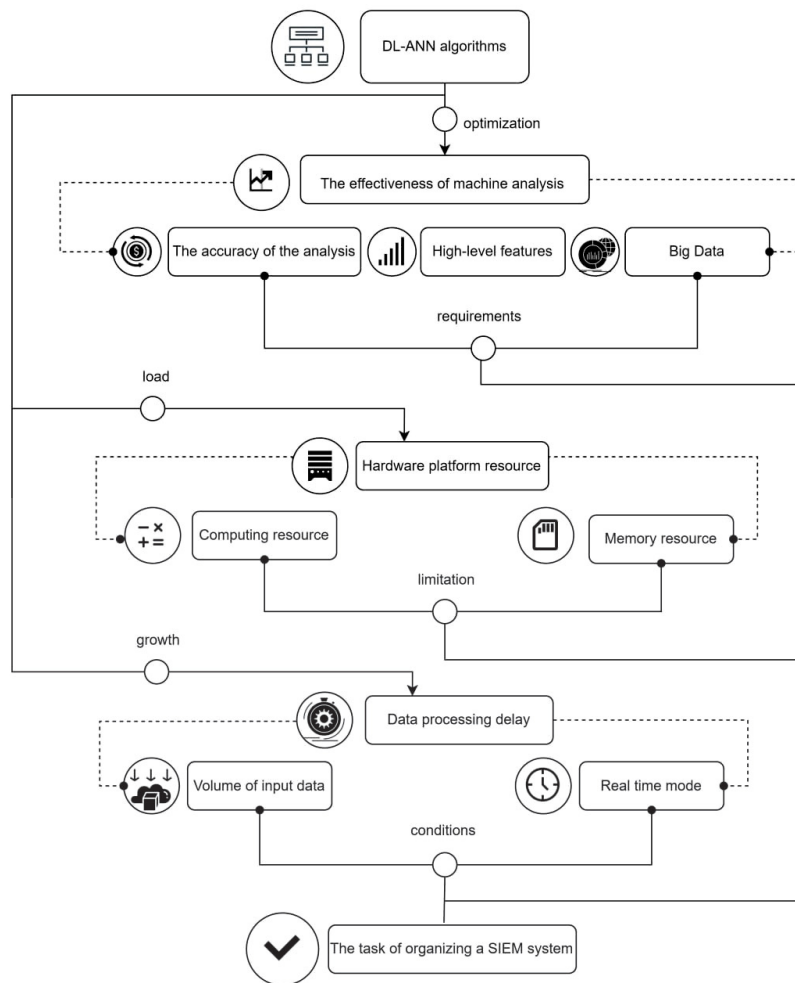 DL-ANN algorithms
optimization
The effectiveness of machine analysis
The accuracy of the analysis
High-level features
Big Data
requirements
load
Hardware platform resource
Computing resource
Memory resource
limitation
growth
Data processing delay
Volume of input data
Real time mode
conditions
The task of organizing a SIEM system